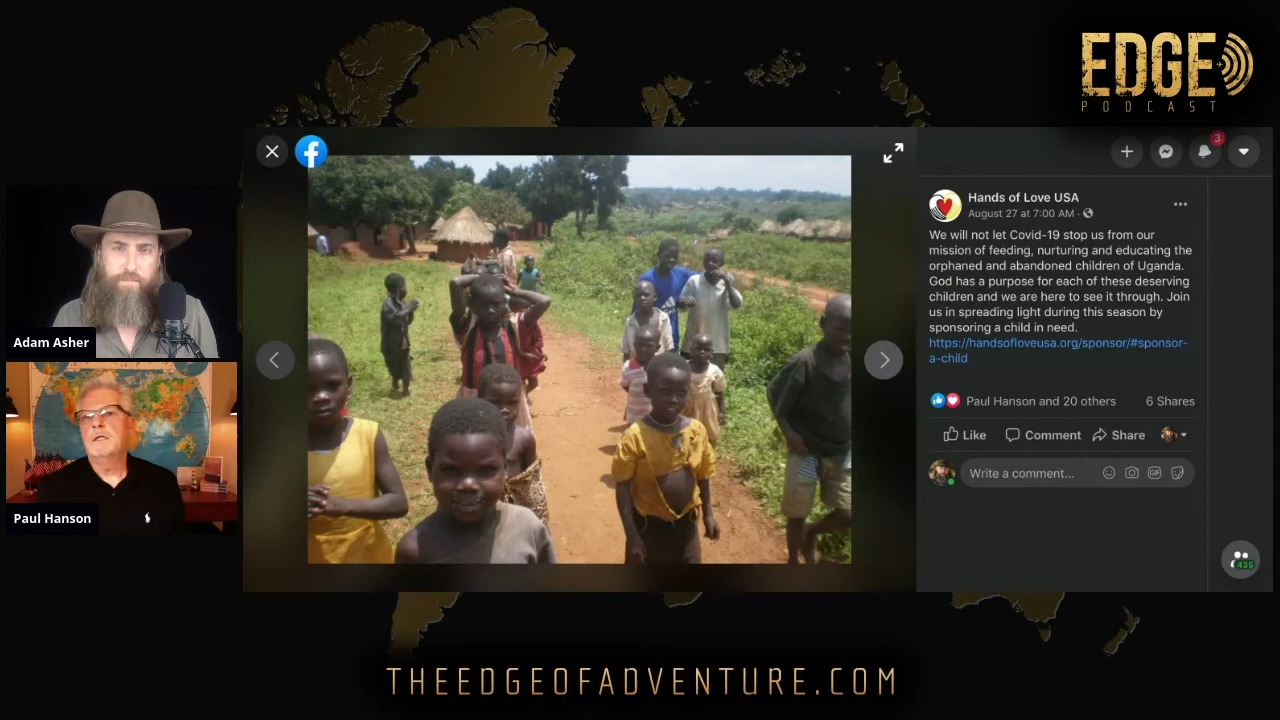 EDGE
PODCAST
3
Hands of Love USA
August 27 at 7:00 AM ·
We will not let Covid-19 stop us from our
mission of feeding, nurturing and educating the
orphaned and abandoned children of Uganda.
God has a purpose for each of these deserving
children and we are here to see it through. Join
us in spreading light during this season by
sponsoring a child in need.
https://handsofloveusa.org/sponsor/#sponsor-
a-child
Paul Hanson and 20 others 6 Shares
Like Comment Share
Write a comment...
GIF
435
Adam Asher
Paul Hanson
THEEDGEOFADVENTURE.COM